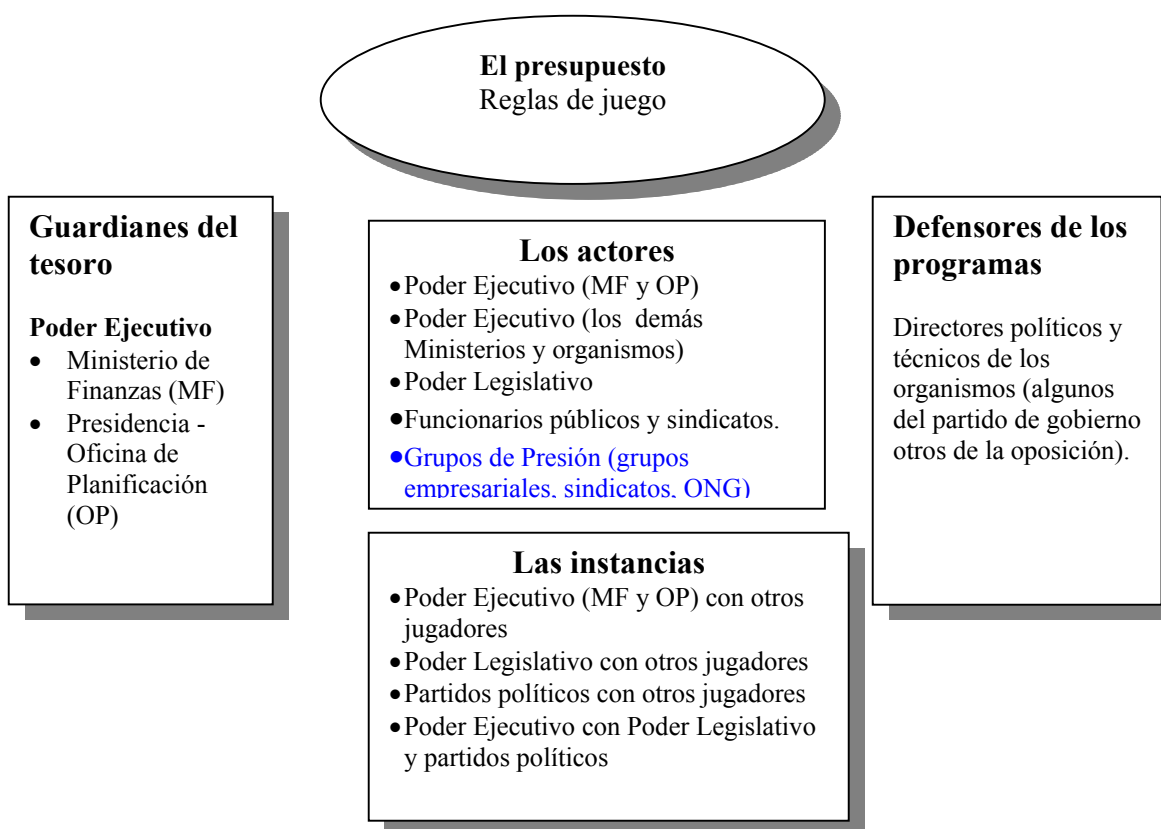 El presupuesto
Reglas de juego
Guardianes del
tesoro
Poder Ejecutivo
• Ministerio de
Finanzas (MF)
• Presidencia -
Oficina de
Planificación
(OP)
Los actores
•Poder Ejecutivo (MF y OP)
•Poder Ejecutivo (los demás
Ministerios y organismos)
•Poder Legislativo
•Funcionarios públicos y sindicatos.
•Grupos de Presión (grupos
empresariales, sindicatos, ONG)
Las instancias
•Poder Ejecutivo (MF y OP) con otros
jugadores
•Poder Legislativo con otros jugadores
•Partidos políticos con otros jugadores
•Poder Ejecutivo con Poder Legislativo
y partidos políticos
Defensores de los
programas
Directores políticos y
técnicos de los
organismos (algunos
del partido de gobierno
otros de la oposición).